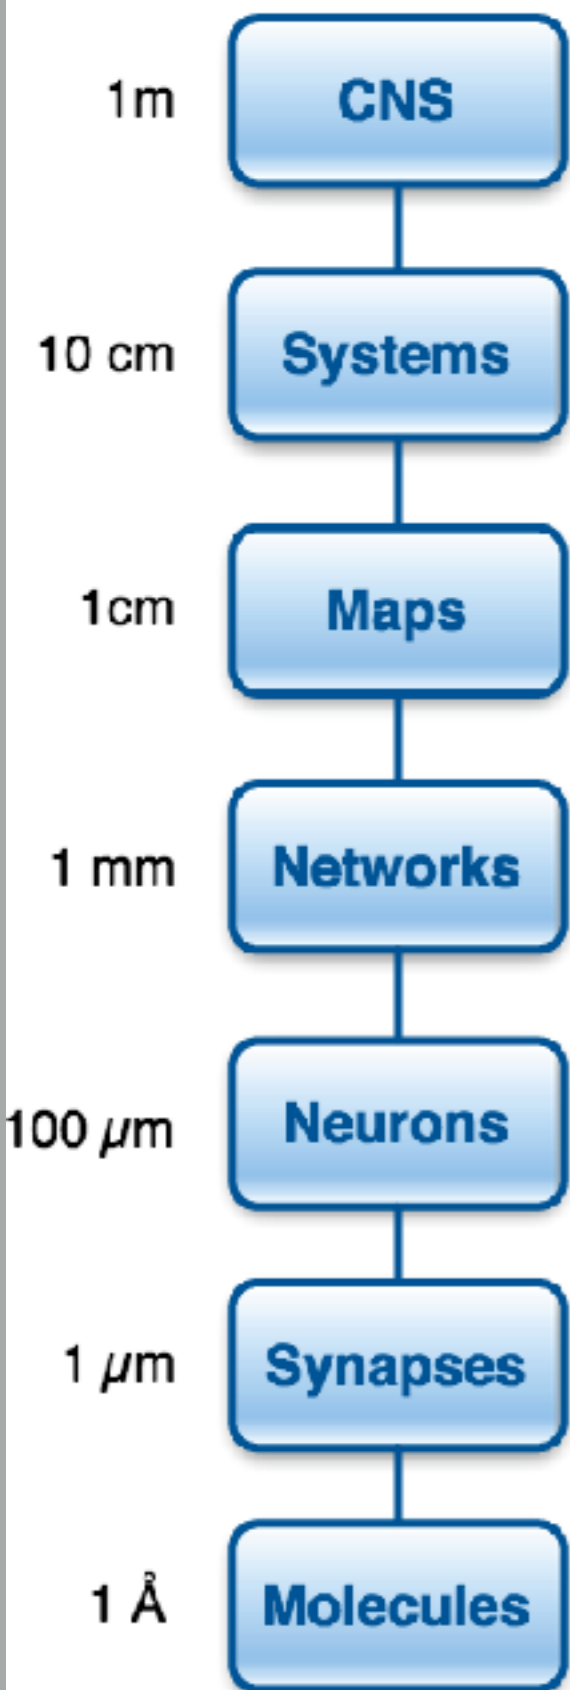 1m CNS
10 cm Systems
1cm Maps
1 mm Networks
100 μm Neurons
1 μm Synapses
1 Å Molecules